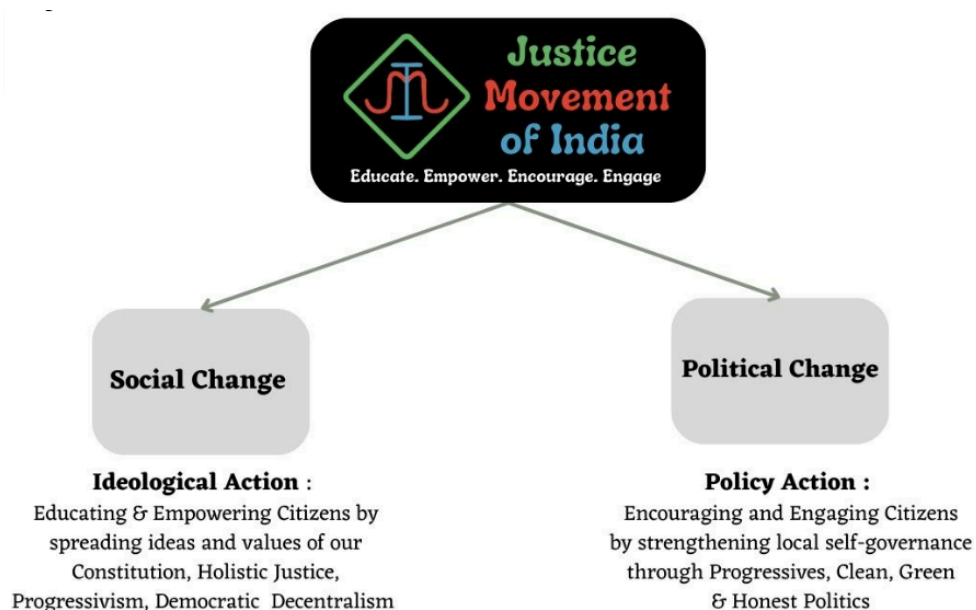 Justice
Movement
of India
Educate. Empower. Encourage. Engage
Social Change
Ideological Action :
Educating & Empowering Citizens by
spreading ideas and values of our
Constitution, Holistic Justice,
Progressivism, Democratic Decentralism
Political Change
Policy Action :
Encouraging and Engaging Citizens
by strengthening local self-governance
through Progressives, Clean, Green
& Honest Politics